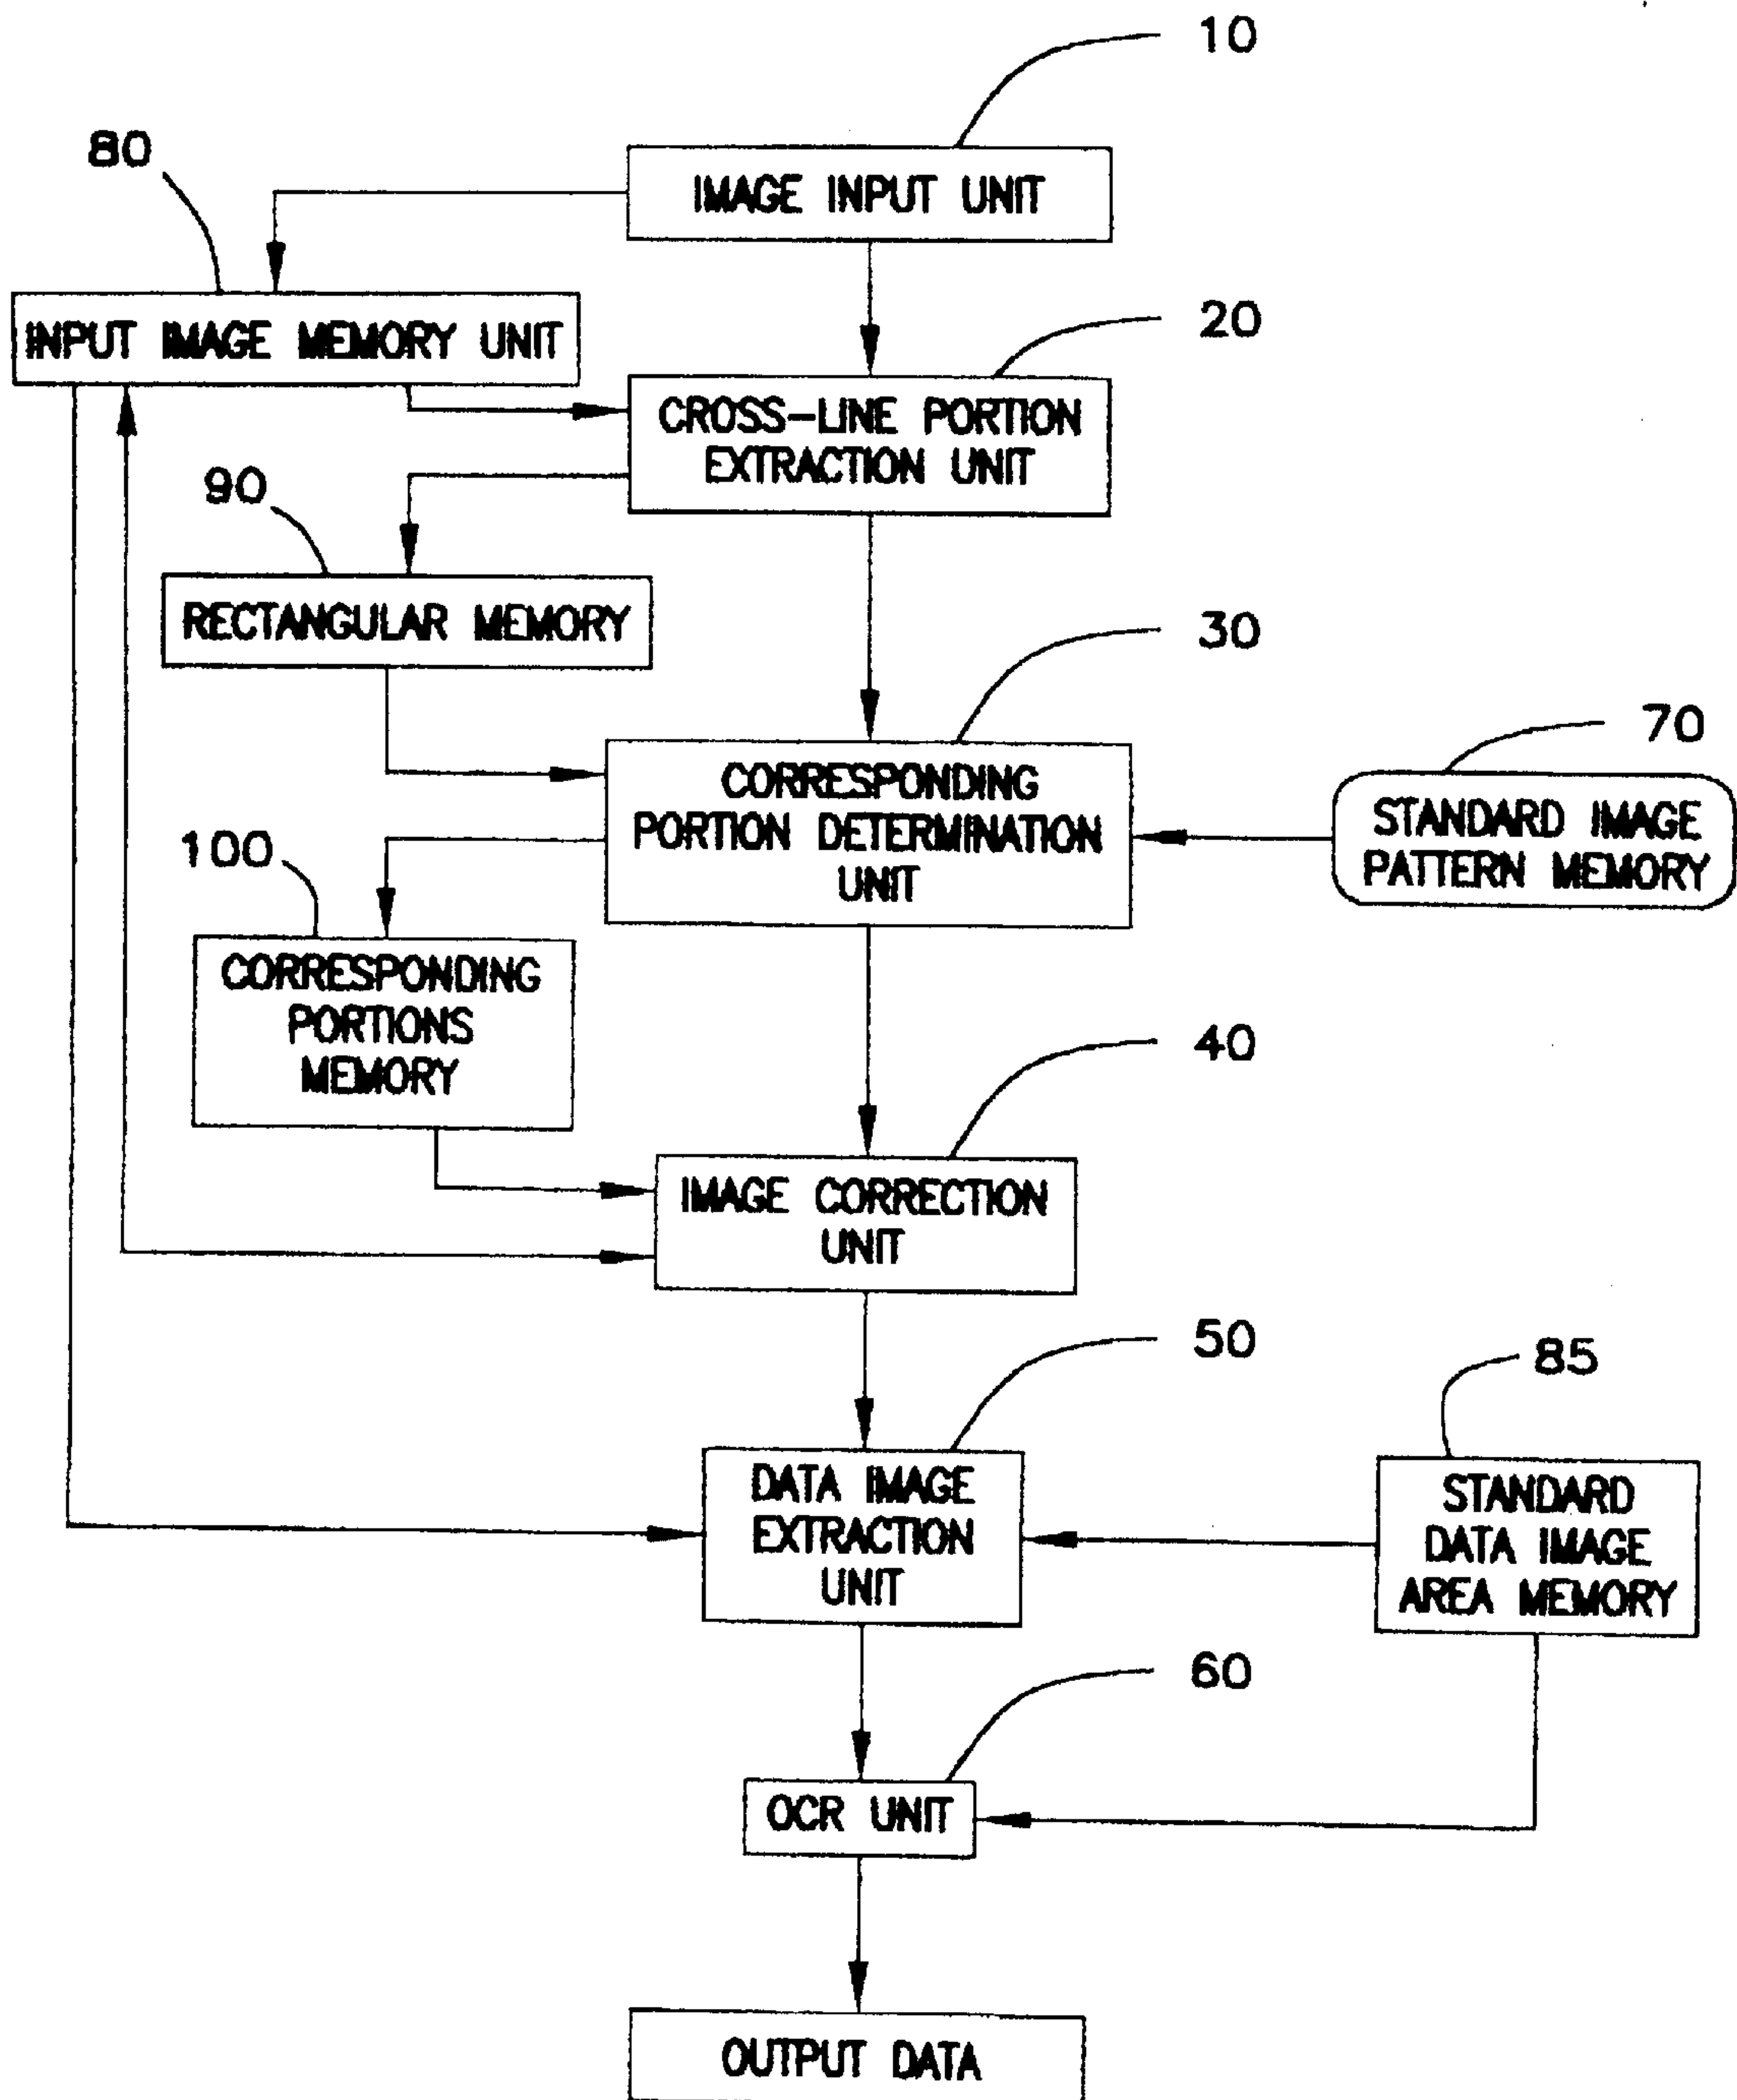 10
80
IMAGE INPUT UNIT
INPUT IMAGE MEMORY UNIT
20
CROSS-LINE PORTION
EXTRACTION UNIT
90
RECTANGULAR MEMORY
30
70
CORRESPONDING
PORTION DETERMINATION
UNIT
STANDARD IMAGE
PATTERN MEMORY
100
CORRESPONDING
PORTIONS
MEMORY
40
IMAGE CORRECTION
UNIT
50
85
DATA IMAGE
EXTRACTION
UNIT
STANDARD
DATA IMAGE
AREA MEMORY
60
OCR UNIT
OUTPUT DATA